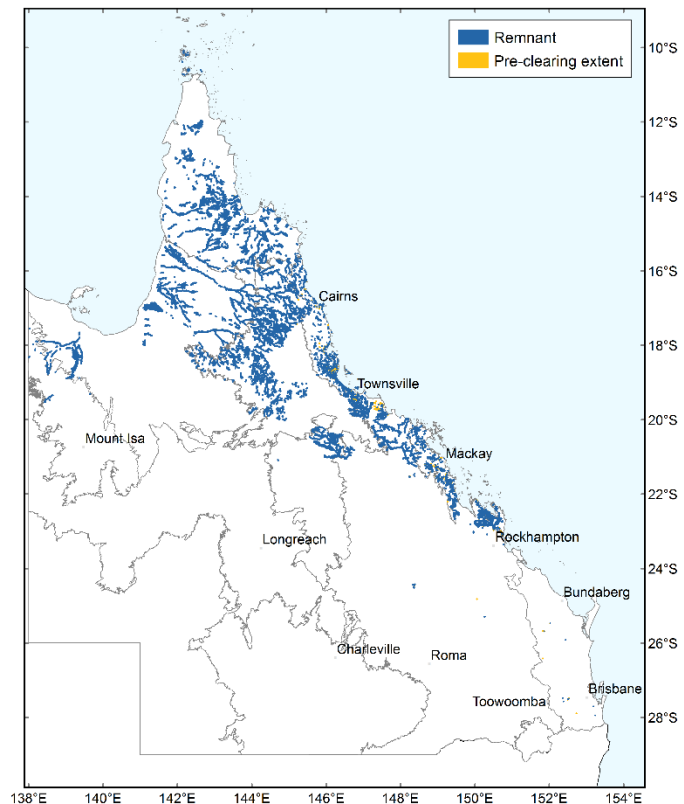 Remnant
Pre-clearing extent
10°S
12°S
14°S
16°S
Cairns
18°S
Townsville
20°S
Mount Isa
Mackay
22°S
Longreach
Rockhampton
24°S
Bundaberg
Charleville
Roma
26°S
Toowoomba
Brisbane
28°S
138°E 140°E 142°E 144°E 146°E 148°E 150°E 152°E 154°E